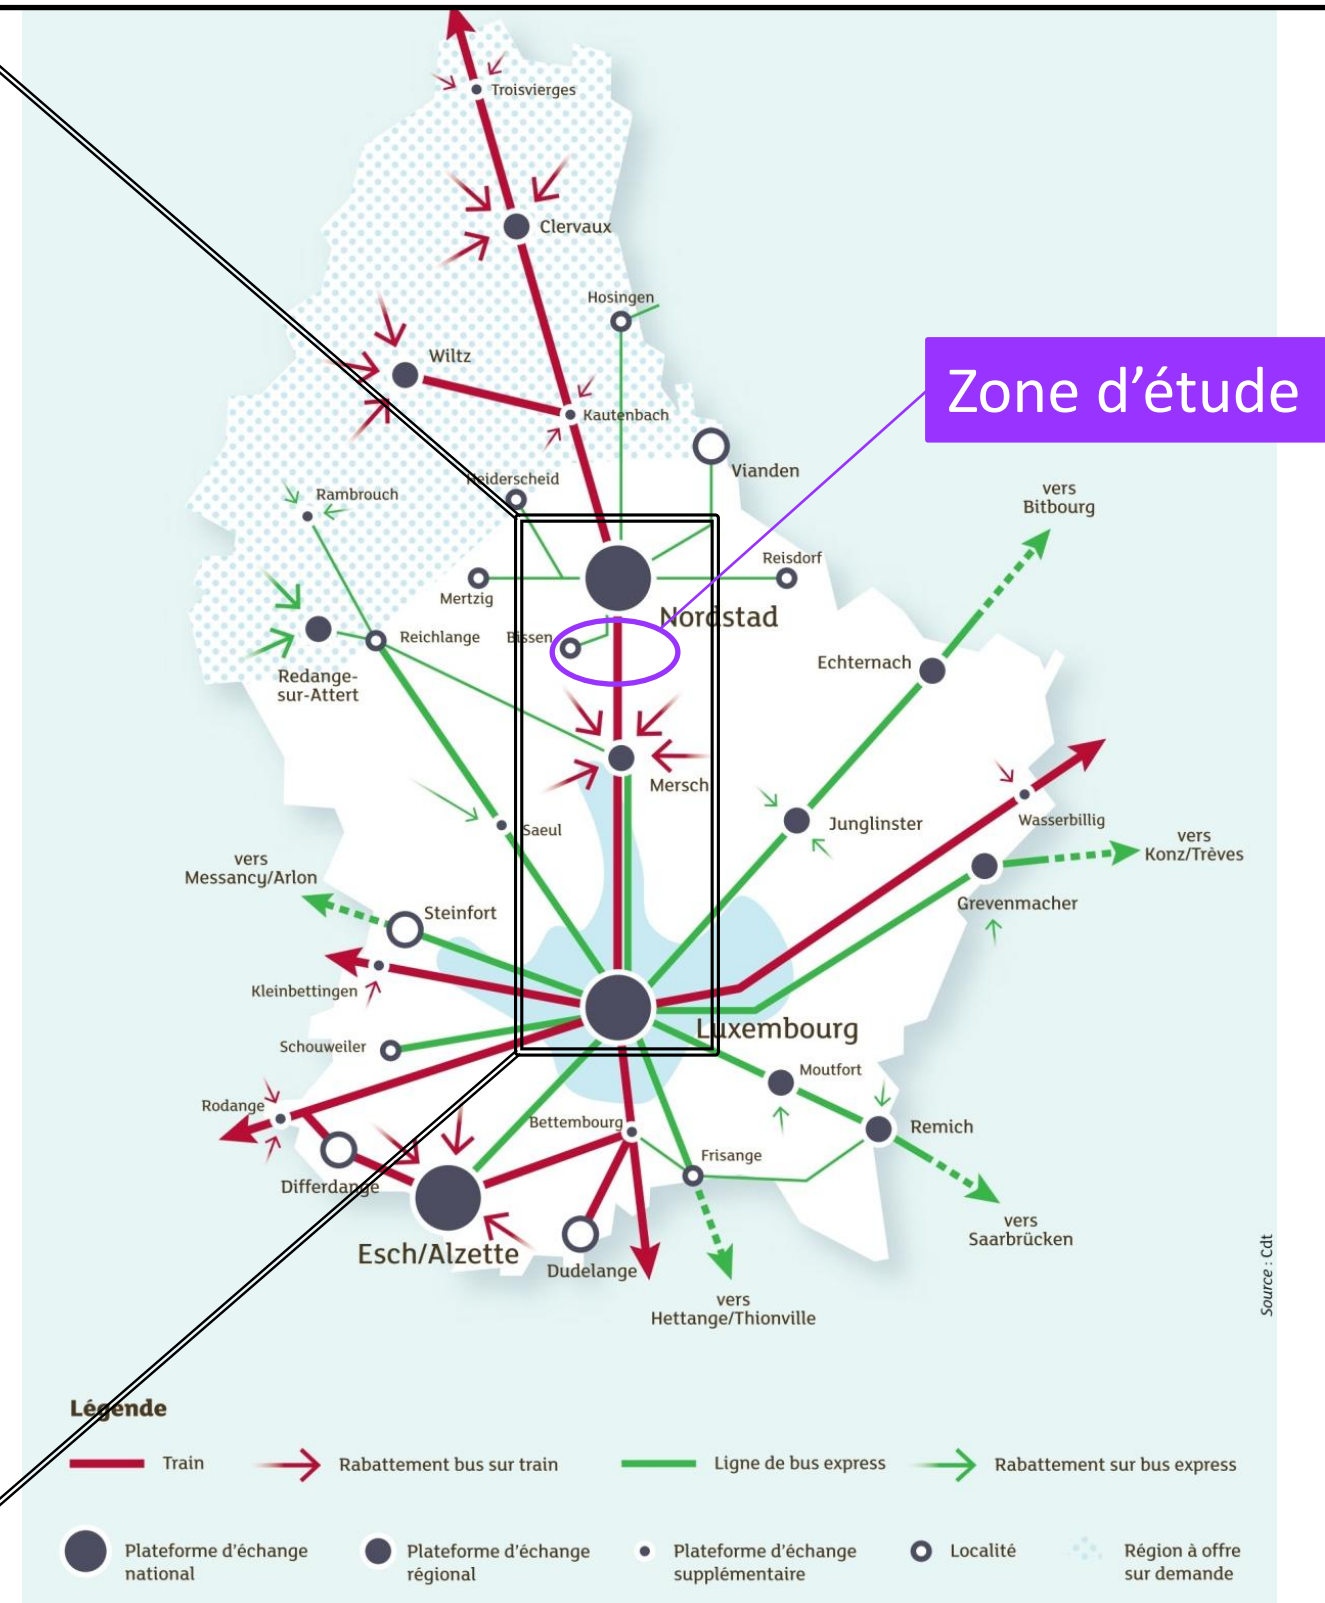 Troisvierges
Clervaux
Hosingen
Wiltz
Zone d’étude
Kautenbach
Vianden
Heiderscheid
Rambrouch
vers
Bitbourg
Reisdorf
Mertzig
Nordstad
Bissen
Reichlange
Echternach
Redange-
sur-Attert
Mersch
Saeul
Junglinster
Wasserbillig
vers
Konz/Trèves
vers
Messancy/Arlon
Steinfort
Grevenmacher
Kleinbettingen
Luxembourg
Schouweiler
Moutfort
Rodange
Bettembourg
Remich
Frisange
Differdange
Esch/Alzette
Dudelange
vers
Saarbrücken
vers
Hettange/Thionville
Source : Cdt
Légende
Train
Rabattement bus sur train
Ligne de bus express
Rabattement sur bus express
Plateforme d'échange
national
Plateforme d'échange
régional
Plateforme d'échange
supplémentaire
Localité
Région à offre
sur demande